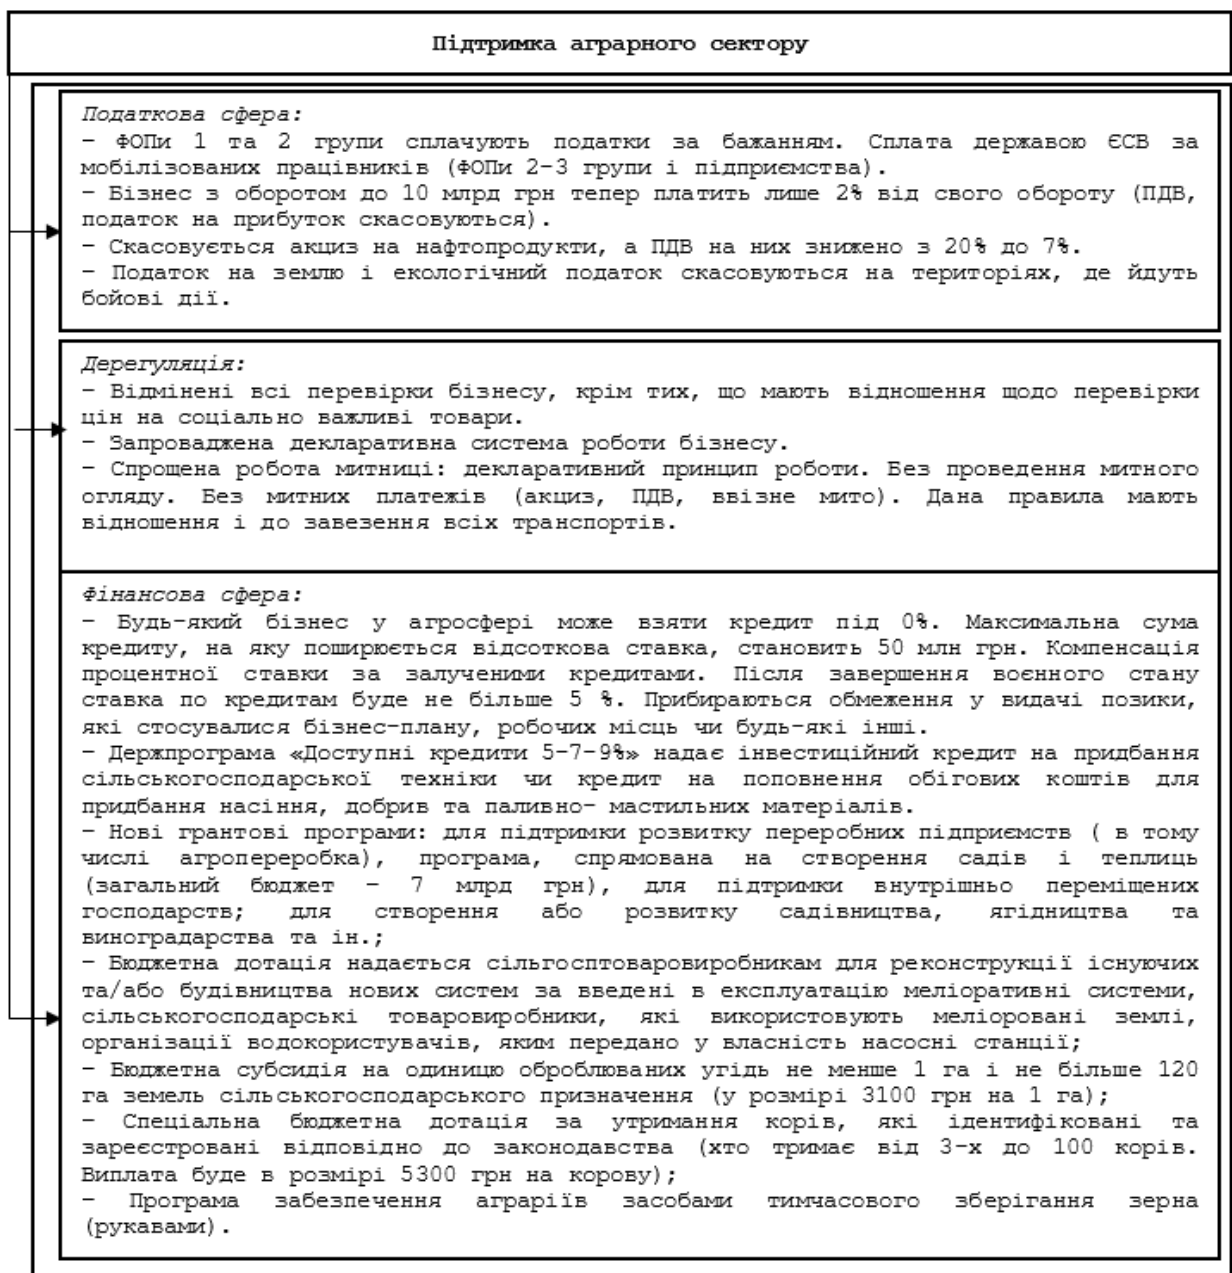 Підтримка аграрного сектору
Податкова сфера:
– ФОПи 1 та 2 групи сплачують податки за бажанням. Сплата державою ЄСВ за
мобілізованих працівників (ФОПи 2-3 групи і підприємства).
– Бізнес з оборотом до 10 млрд грн тепер платить лише 2% від свого обороту (ПДВ,
податок на прибуток скасовуються).
– Скасовується акциз на нафтопродукти, а ПДВ на них знижено з 20% до 7%.
– Податок на землю і екологічний податок скасовуються на територіях, де йдуть
бойові дії.
Дерегуляція:
– Відмінені всі перевірки бізнесу, крім тих, що мають відношення щодо перевірки
цін на соціально важливі товари.
– Запроваджена декларативна система роботи бізнесу.
– Спрощена робота митниці: декларативний принцип роботи. Без проведення митного
огляду. Без митних платежів (акциз, ПДВ, ввізне мито). Дана правила мають
відношення і до завезення всіх транспортів.
Фінансова сфера:
– Будь-який бізнес у агросфері може взяти кредит під 0%. Максимальна сума
кредиту, на яку поширюється відсоткова ставка, становить 50 млн грн. Компенсація
процентної ставки за залученими кредитами. Після завершення воєнного стану
ставка по кредитам буде не більше 5 %. Прибираються обмеження у видачі позики,
які стосувалися бізнес-плану, робочих місць чи будь-які інші.
– Держпрограма «Доступні кредити 5-7-9%» надає інвестиційний кредит на придбання
сільськогосподарської техніки чи кредит на поповнення обігових коштів для
придбання насіння, добрив та паливно- мастильних матеріалів.
– Нові грантові програми: для підтримки розвитку переробних підприємств ( в тому
числі агропереробка), програма, спрямована на створення садів і теплиць
(загальний бюджет – 7 млрд грн), для підтримки внутрішньо переміщених
господарств; для створення або розвитку садівництва, ягідництва та
виноградарства та ін.;
– Бюджетна дотація надається сільгосптоваровиробникам для реконструкції існуючих
та/або будівництва нових систем за введені в експлуатацію меліоративні системи,
сільськогосподарські товаровиробники, які використовують меліоровані землі,
організації водокористувачів, яким передано у власність насосні станції;
– Бюджетна субсидія на одиницю оброблюваних угідь не менше 1 га і не більше 120
га земель сільськогосподарського призначення (у розмірі 3100 грн на 1 га);
– Спеціальна бюджетна дотація за утримання корів, які ідентифіковані та
зареєстровані відповідно до законодавства (хто тримає від 3-х до 100 корів.
Виплата буде в розмірі 5300 грн на корову);
– Програма забезпечення аграріїв засобами тимчасового зберігання зерна
(рукавами).